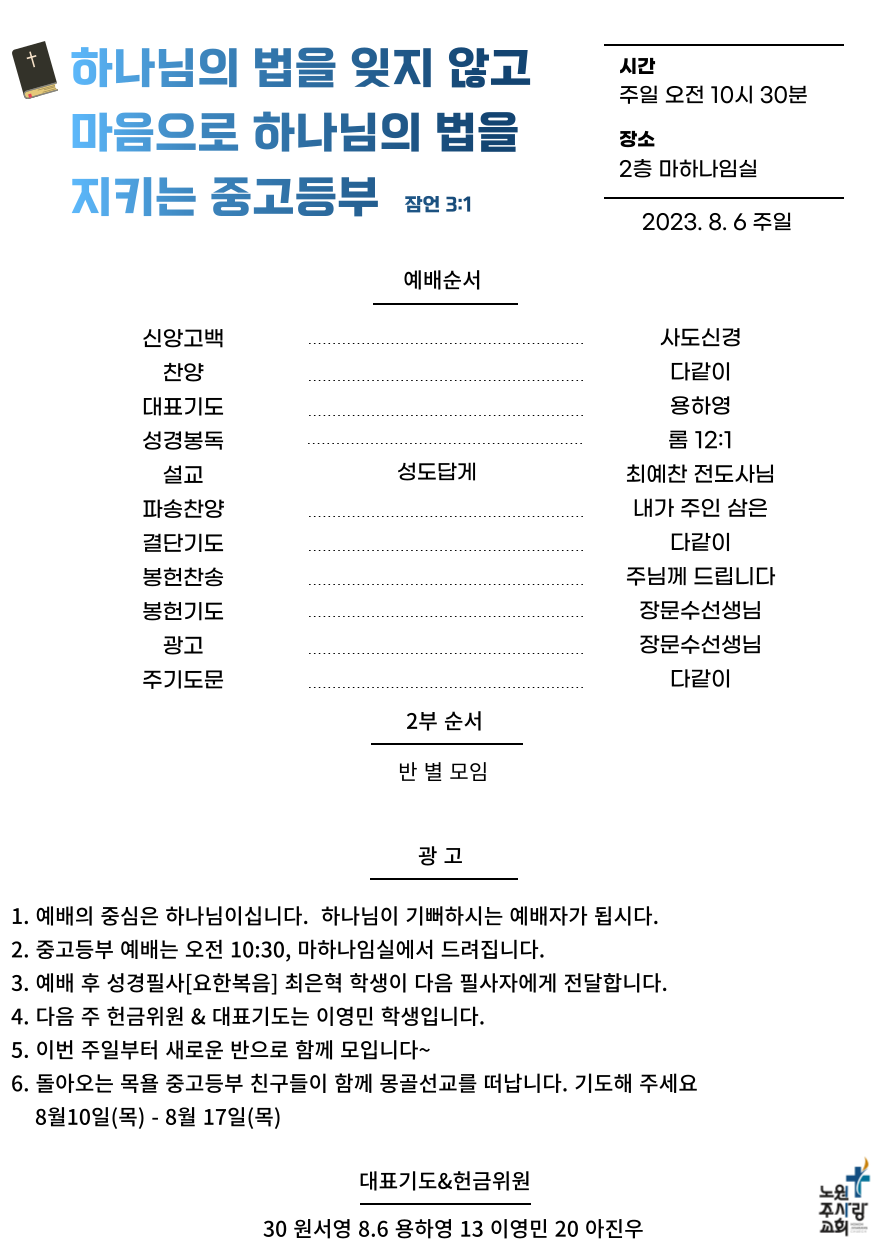 하나님의 법을 잊지 않고
마음으로 하나님의 법을
지키는 중고등부 잠언 3:1
시간
주일 오전 10시 30분
장소
2층 마하나임실
2023. 8. 6 주일
예배순서
신앙고백 사도신경
찬양 다같이
대표기도 용하영
성경봉독 롬 12:1
설교 성도답게 최예찬 전도사님
파송찬양 내가 주인 삼은
결단기도 다같이
봉헌찬송 주님께 드립니다
봉헌기도 장문수선생님
광고 장문수선생님
주기도문 다같이
2부 순서
반 별 모임
광 고
1. 예배의 중심은 하나님이십니다. 하나님이 기뻐하시는 예배자가 됩시다.
2. 중고등부 예배는 오전 10:30, 마하나임실에서 드려집니다.
3. 예배 후 성경필사[요한복음] 최은혁 학생이 다음 필사자에게 전달합니다.
4. 다음 주 헌금위원 & 대표기도는 이영민 학생입니다.
5. 이번 주일부터 새로운 반으로 함께 모입니다~
6. 돌아오는 목욜 중고등부 친구들이 함께 몽골선교를 떠납니다. 기도해 주세요
8월10일(목) - 8월 17일(목)
대표기도&헌금위원
30 원서영 8.6 용하영 13 이영민 20 아진우
노원
주사랑
교회